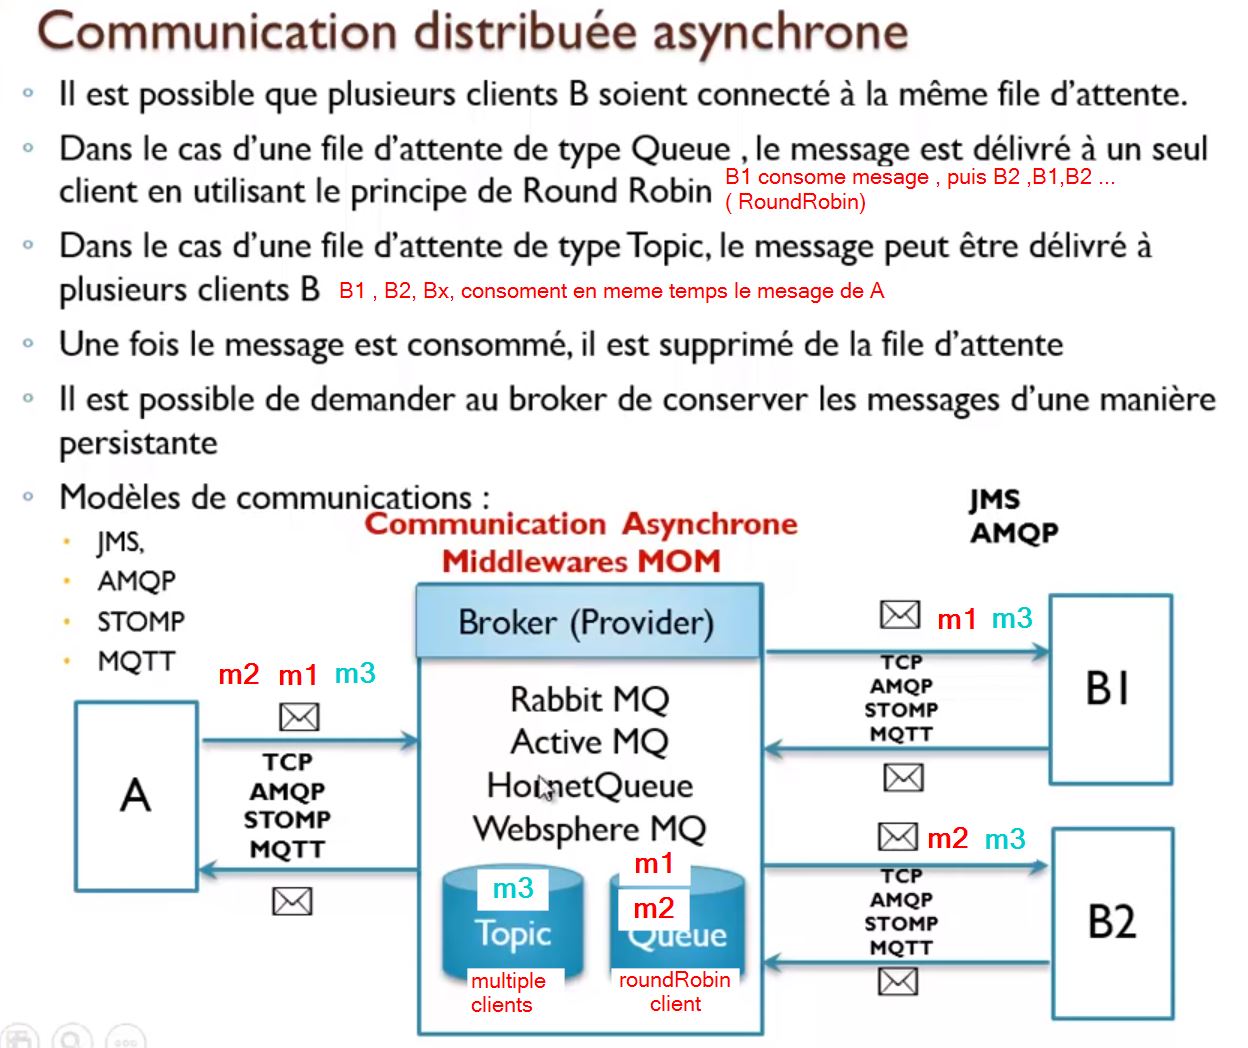 Communication distribuée asynchrone
Il est possible que plusieurs clients B soient connecté à la même file d'attente.
Dans le cas d'une file d'attente de type Queue , le message est délivré à un seul
client en utilisant le principe de Round Robin
B1 consome mesage , puis B2 ,B1,B2 ...
( RoundRobin)
Dans le cas d'une file d'attente de type Topic, le message peut être délivré à
plusieurs clients B
B1 , B2, Bx, consoment en meme temps le mesage de A
Une fois le message est consommé, il est supprimé de la file d'attente
Il est possible de demander au broker de conserver les messages d'une manière
persistante
Modèles de communications :
JMS,
AMQP
STOMP
MQTT
Communication Asynchrone
Middlewares MOM
JMS
AMQP
m2 m1 m3
A
TCP
AMQP
STOMP
MQTT
Broker (Provider)
Rabbit MQ
Active MQ
HornetQueue
Websphere MQ
m3
Topic
multiple
clients
m1
m2
Queue
roundRobin
client
m1 m3
TCP
AMQP
STOMP
MQTT
B1
m2 m3
TCP
AMQP
STOMP
MQTT
B2